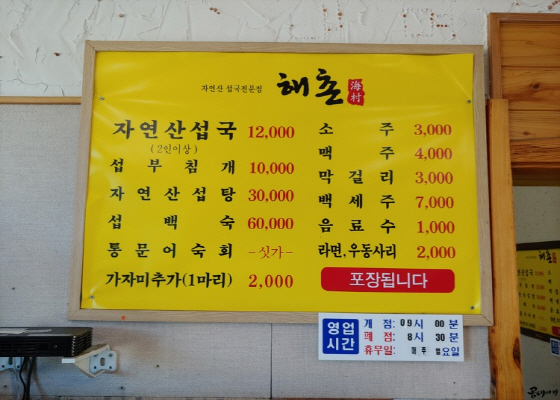 자연산 섭국전문점 해촌 海村
자연산섭국 12,000
(2인이상)
섭부침개 10,000
자연산섭탕 30,000
섭백숙 60,000
통문어숙회 -싯가-
가자미추가(1마리) 2,000
소주 3,000
맥주 4,000
막걸리 3,000
백세주 7,000
음료수 1,000
라면,우동사리 2,000
포장됩니다
영업시간
개점: 09시 00분
폐점: 8시 30분
휴무일: 매주 월요일